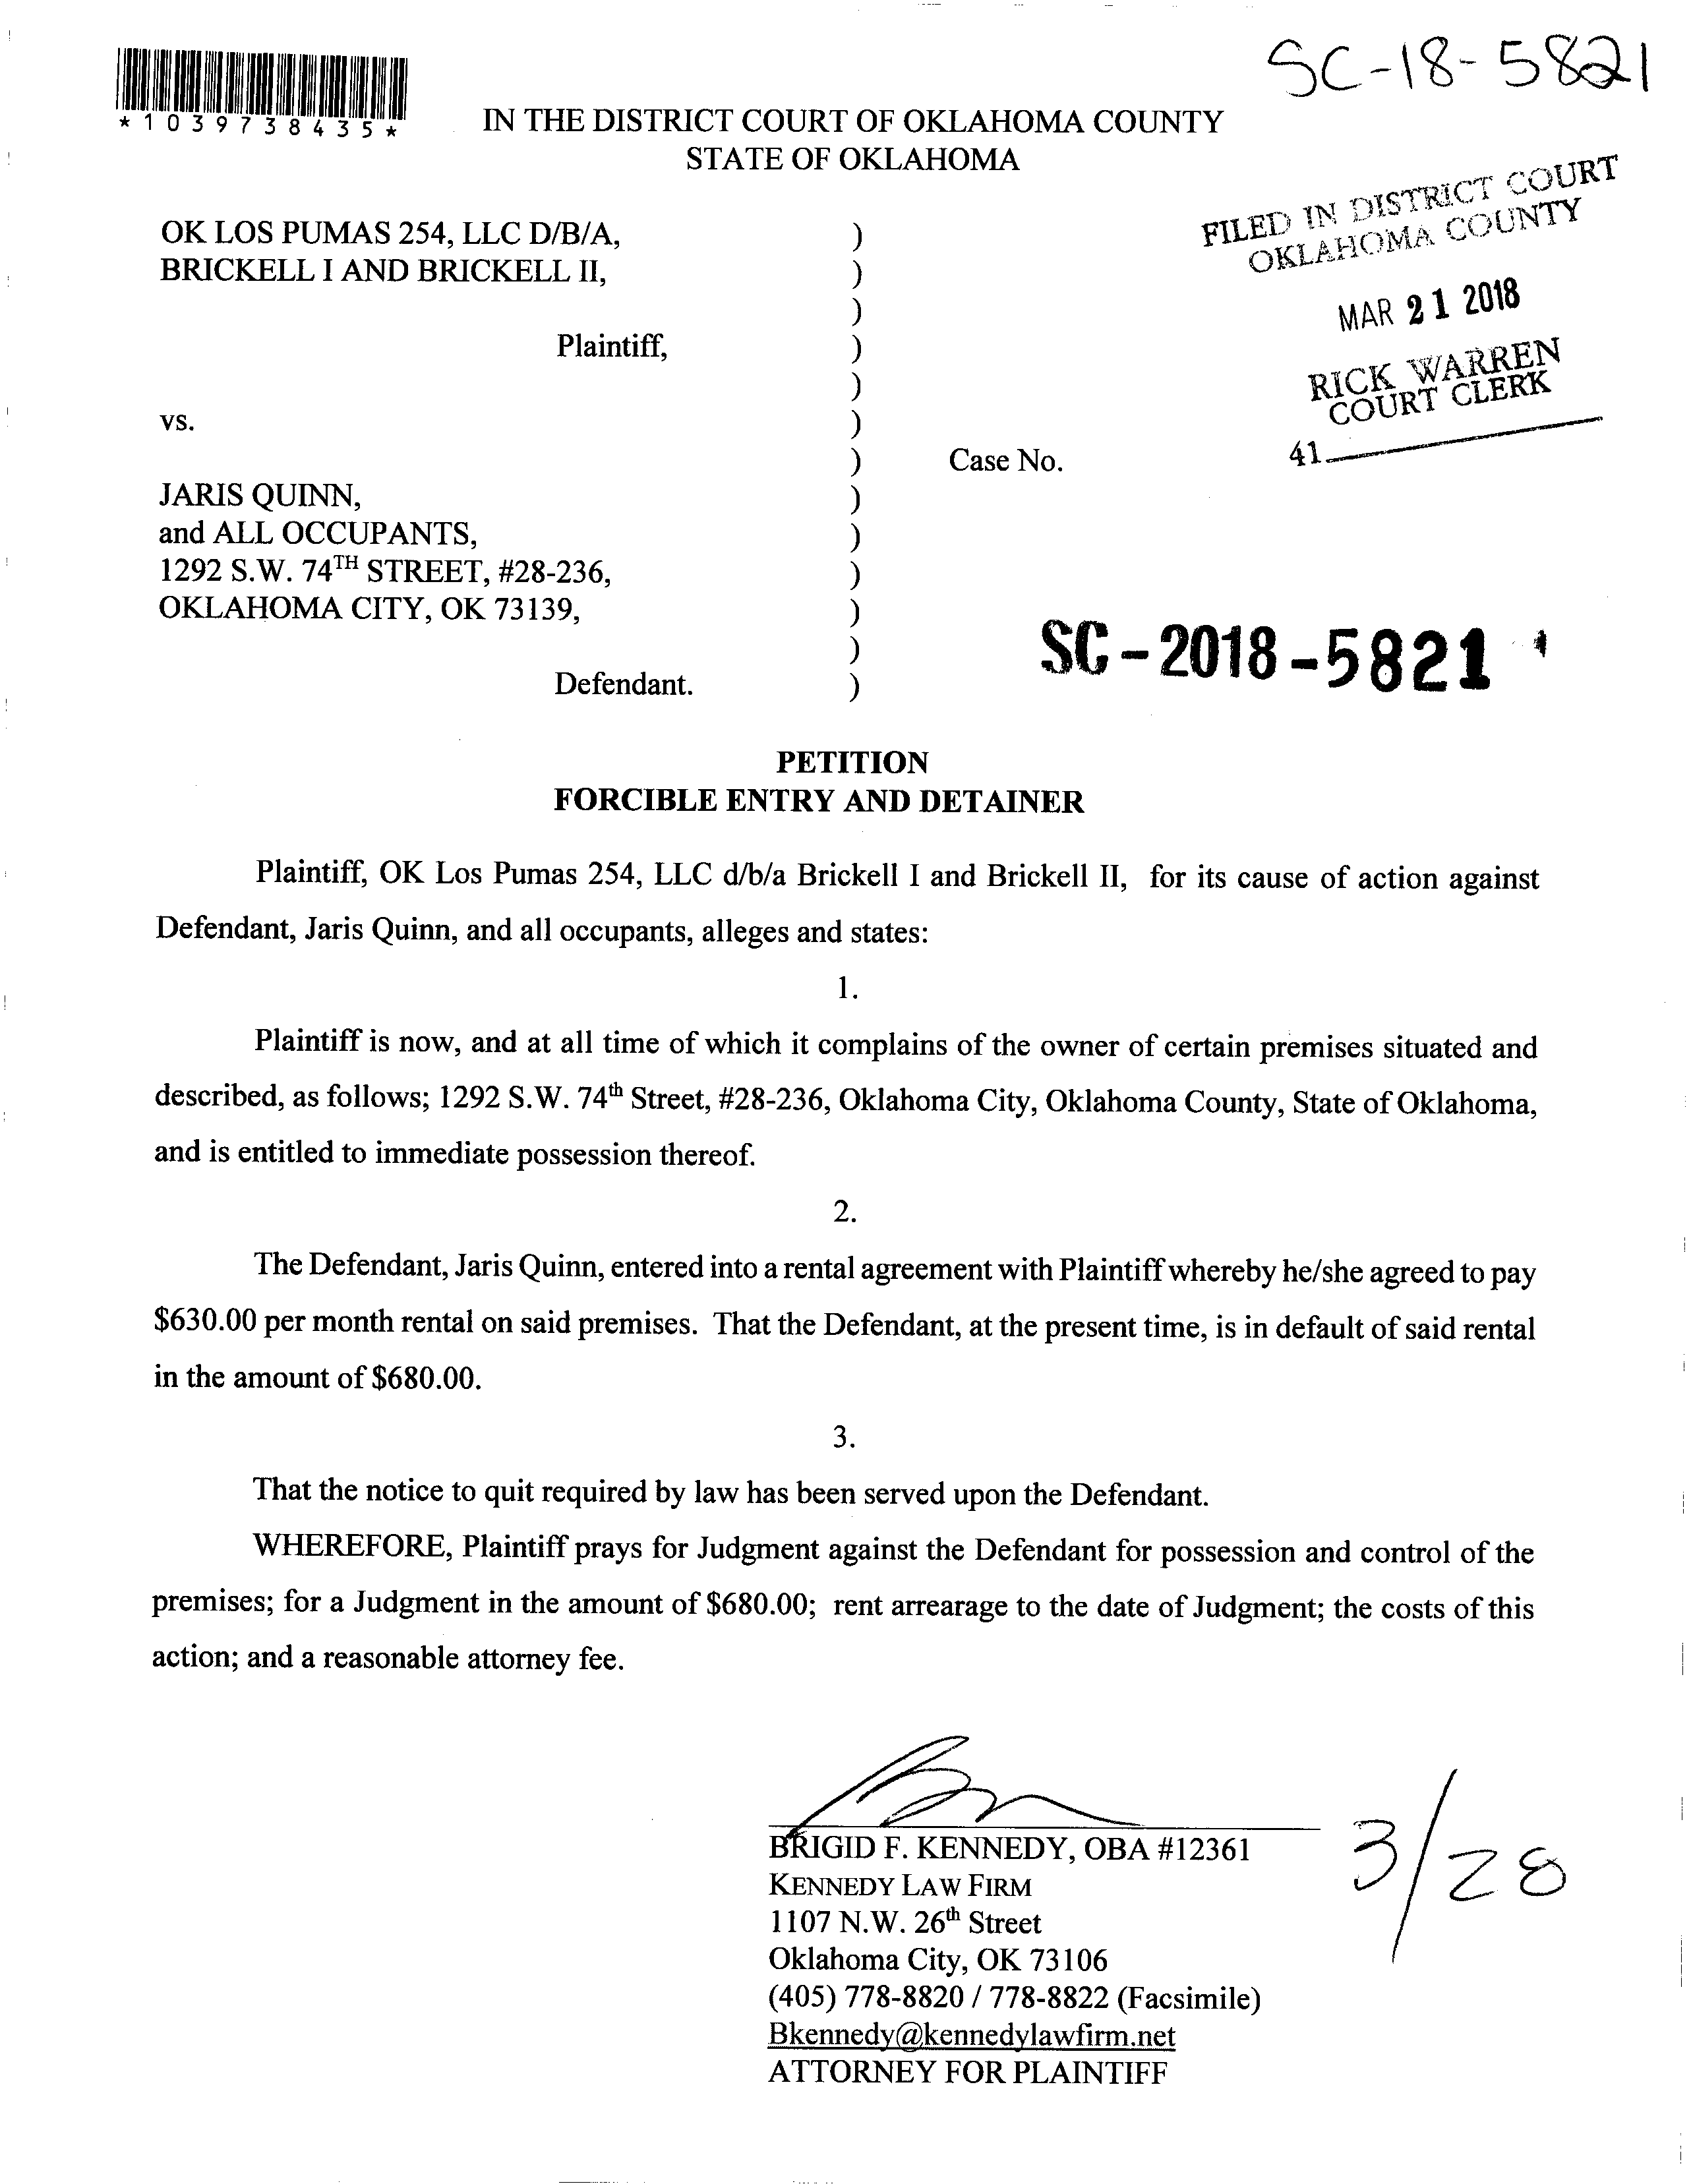 SC-18-5821
*1039738435*
IN THE DISTRICT COURT OF OKLAHOMA COUNTY
STATE OF OKLAHOMA
FILED IN DISTRICT COURT
OKLAHOMA COUNTY
MAR 21 2018
RICK WARREN
COURT CLERK
41
OK LOS PUMAS 254, LLC D/B/A, )
BRICKELL I AND BRICKELL II, )
)
Plaintiff, )
)
vs. )
) Case No.
JARIS QUINN, )
and ALL OCCUPANTS, )
1292 S.W. 74TH STREET, #28-236, )
OKLAHOMA CITY, OK 73139, )
)
SC-2018-5821
Defendant. )
PETITION
FORCIBLE ENTRY AND DETAINER
Plaintiff, OK Los Pumas 254, LLC d/b/a Brickell I and Brickell II, for its cause of action against
Defendant, Jaris Quinn, and all occupants, alleges and states:
1.
Plaintiff is now, and at all time of which it complains of the owner of certain premises situated and
described, as follows; 1292 S.W. 74th Street, #28-236, Oklahoma City, Oklahoma County, State of Oklahoma,
and is entitled to immediate possession thereof.
2.
The Defendant, Jaris Quinn, entered into a rental agreement with Plaintiff whereby he/she agreed to pay
$630.00 per month rental on said premises. That the Defendant, at the present time, is in default of said rental
in the amount of $680.00.
3.
That the notice to quit required by law has been served upon the Defendant.
WHEREFORE, Plaintiff prays for Judgment against the Defendant for possession and control of the
premises; for a Judgment in the amount of $680.00; rent arrearage to the date of Judgment; the costs of this
action; and a reasonable attorney fee.
BRIGID F. KENNEDY, OBA #12361
KENNEDY LAW FIRM
1107 N.W. 26th Street
Oklahoma City, OK 73106
(405) 778-8820 / 778-8822 (Facsimile)
Bkennedy@kennedylawfirm.net
ATTORNEY FOR PLAINTIFF
3/28